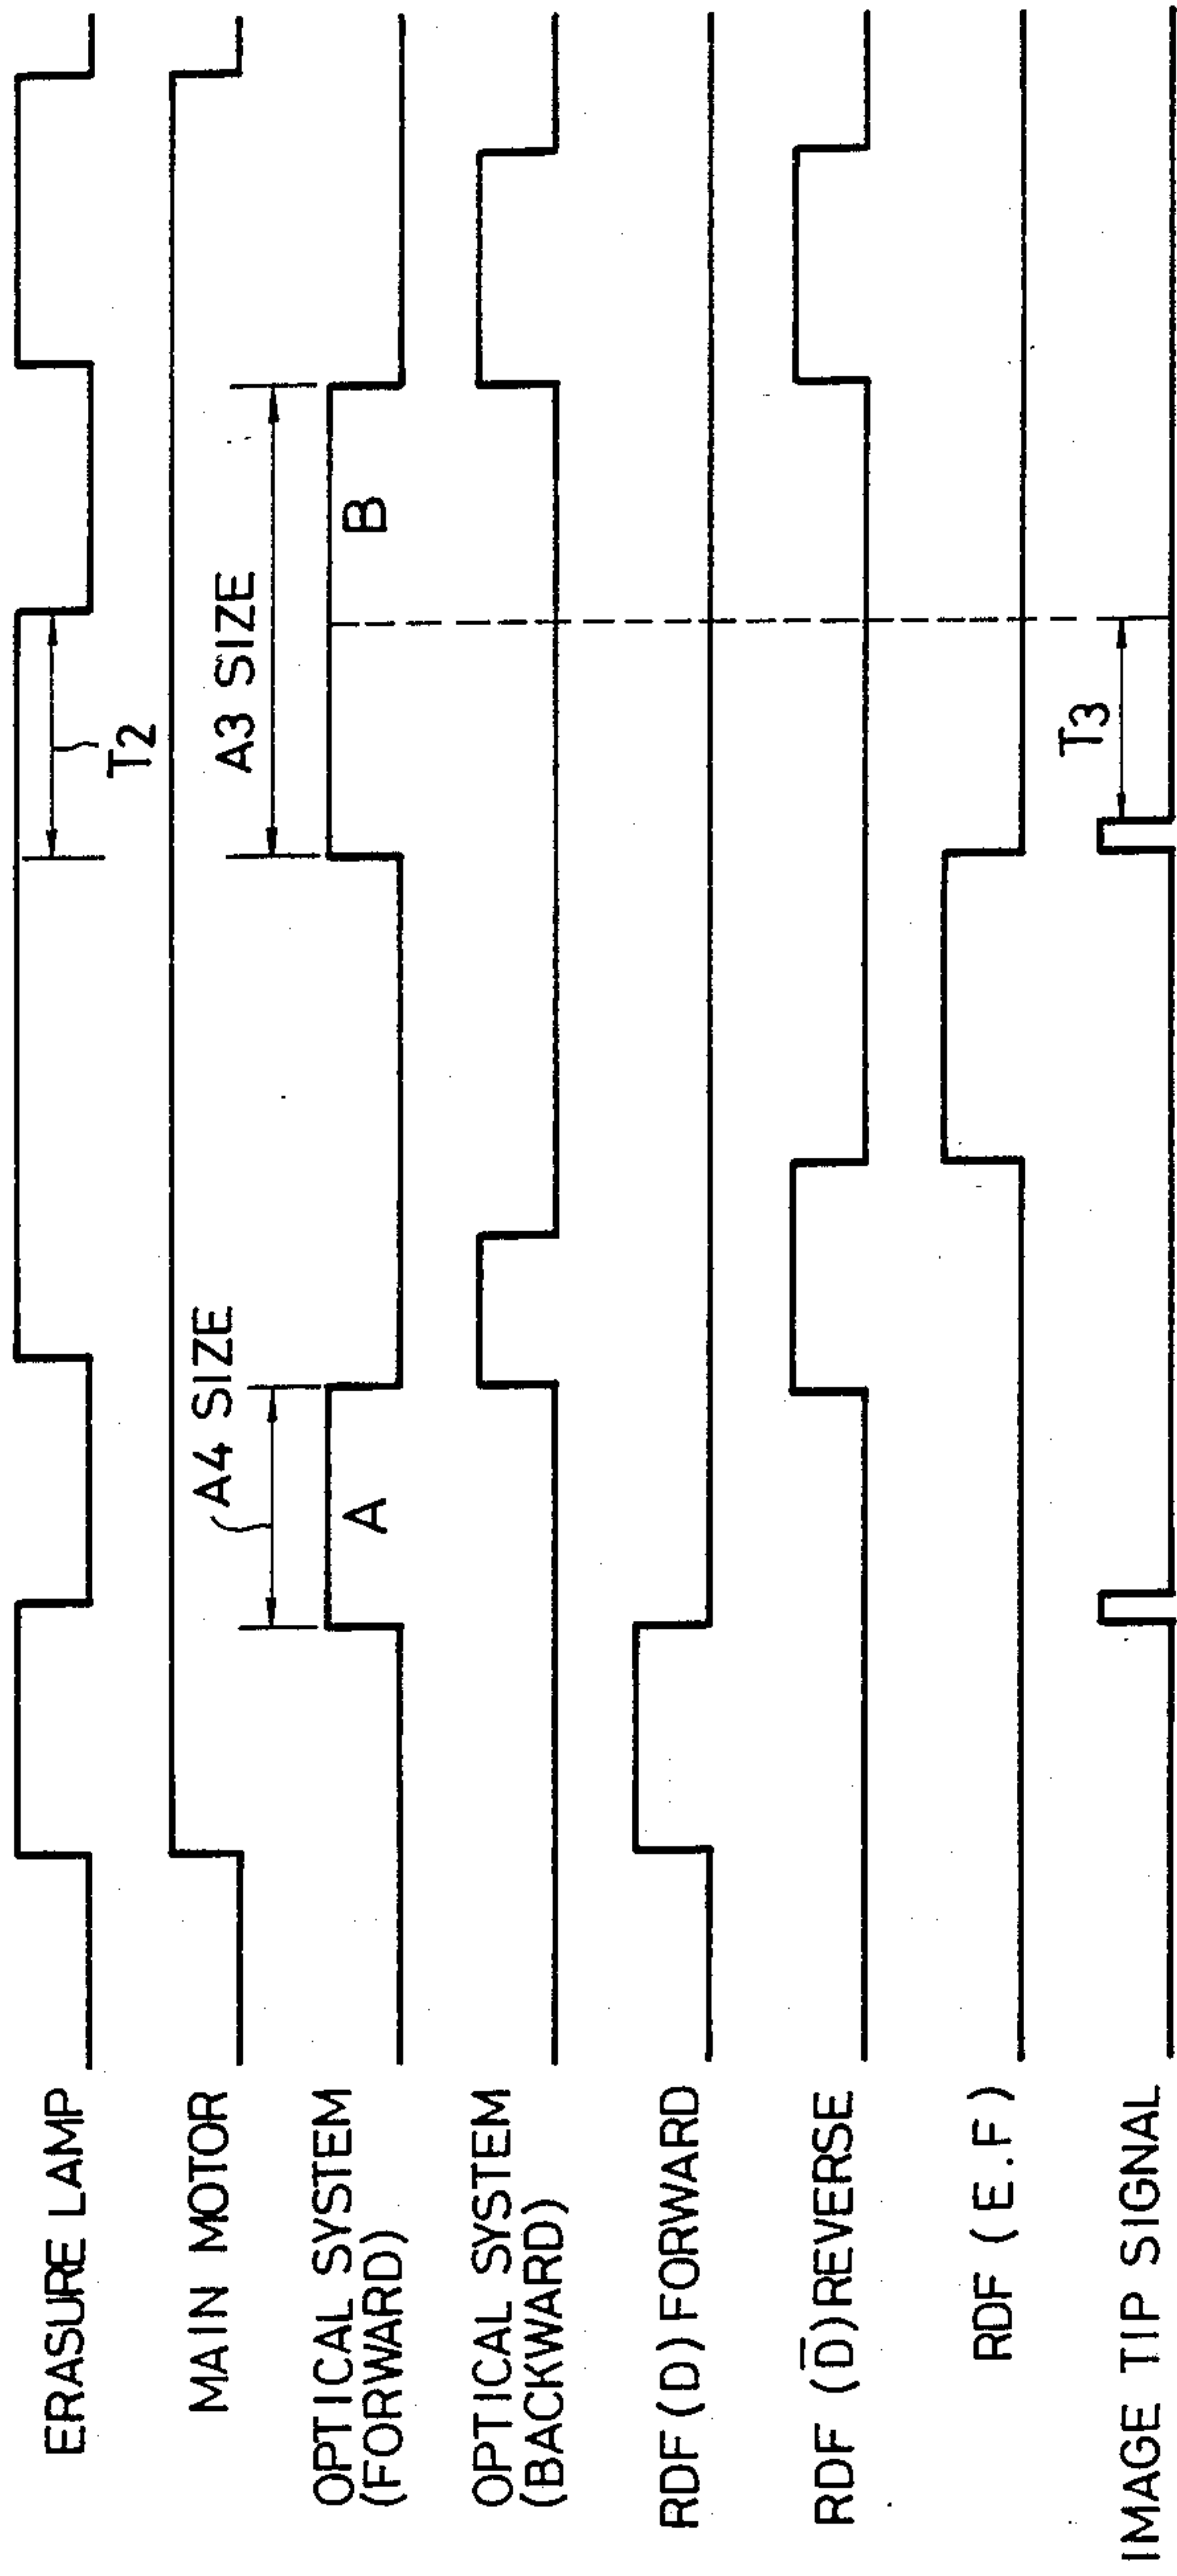 ERASURE LAMP
T2
MAIN MOTOR
A4 SIZE
A3 SIZE
OPTICAL SYSTEM
(FORWARD)
A
B
OPTICAL SYSTEM
(BACKWARD)
RDF (D) FORWARD
RDF (D̅) REVERSE
RDF (E.F)
T3
IMAGE TIP SIGNAL